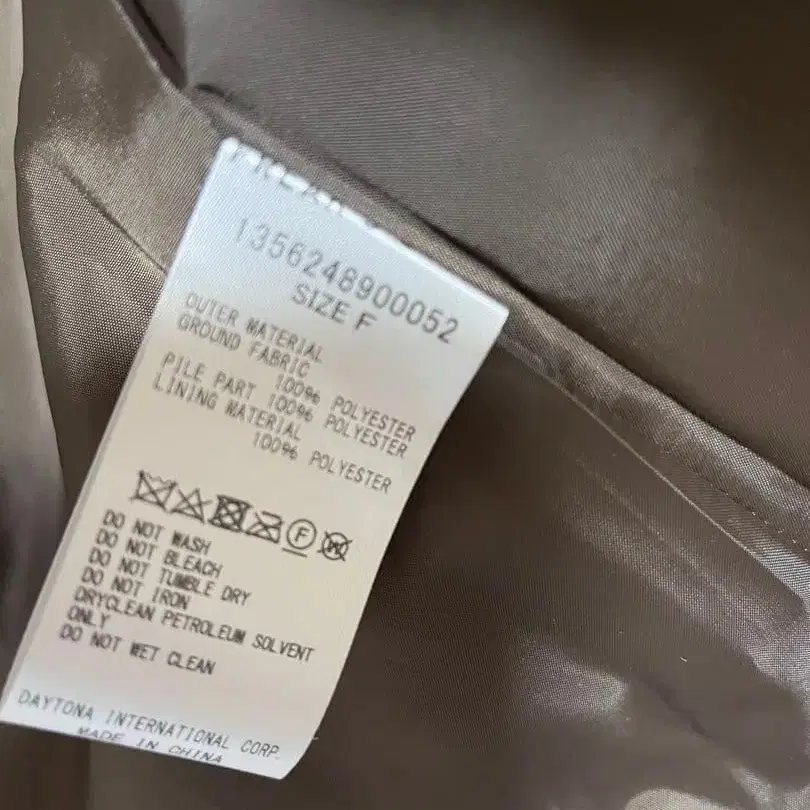 1356248900052
SIZE F
OUTER MATERIAL
GROUND FABRIC
100% POLYESTER
PILE PART 100% POLYESTER
LINING MATERIAL
100% POLYESTER
F W
DO NOT WASH
DO NOT BLEACH
DO NOT TUMBLE DRY
DO NOT IRON
DRYCLEAN PETROLEUM SOLVENT
ONLY
DO NOT WET CLEAN
DAYTONA INTERNATIONAL CORP.
MADE IN CHINA